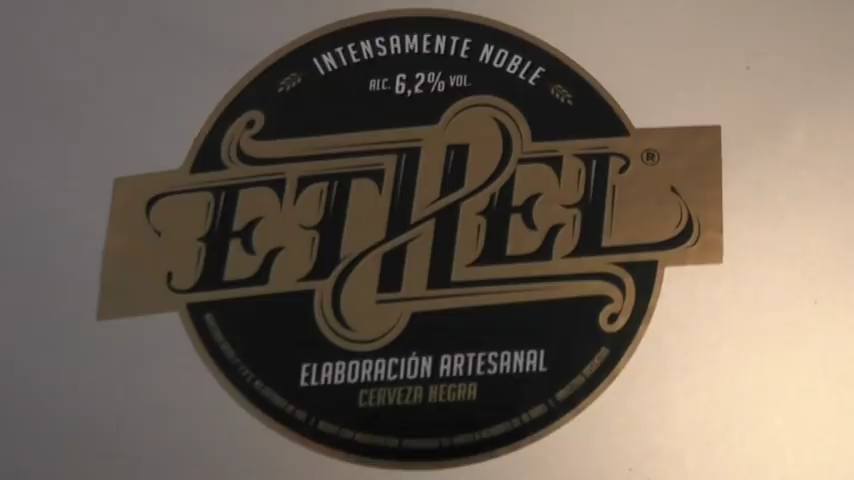 INTENSAMENTE NOBLE
ALC. 6,2% VOL.
ETHEL®
ELABORACIÓN ARTESANAL
CERVEZA NEGRA